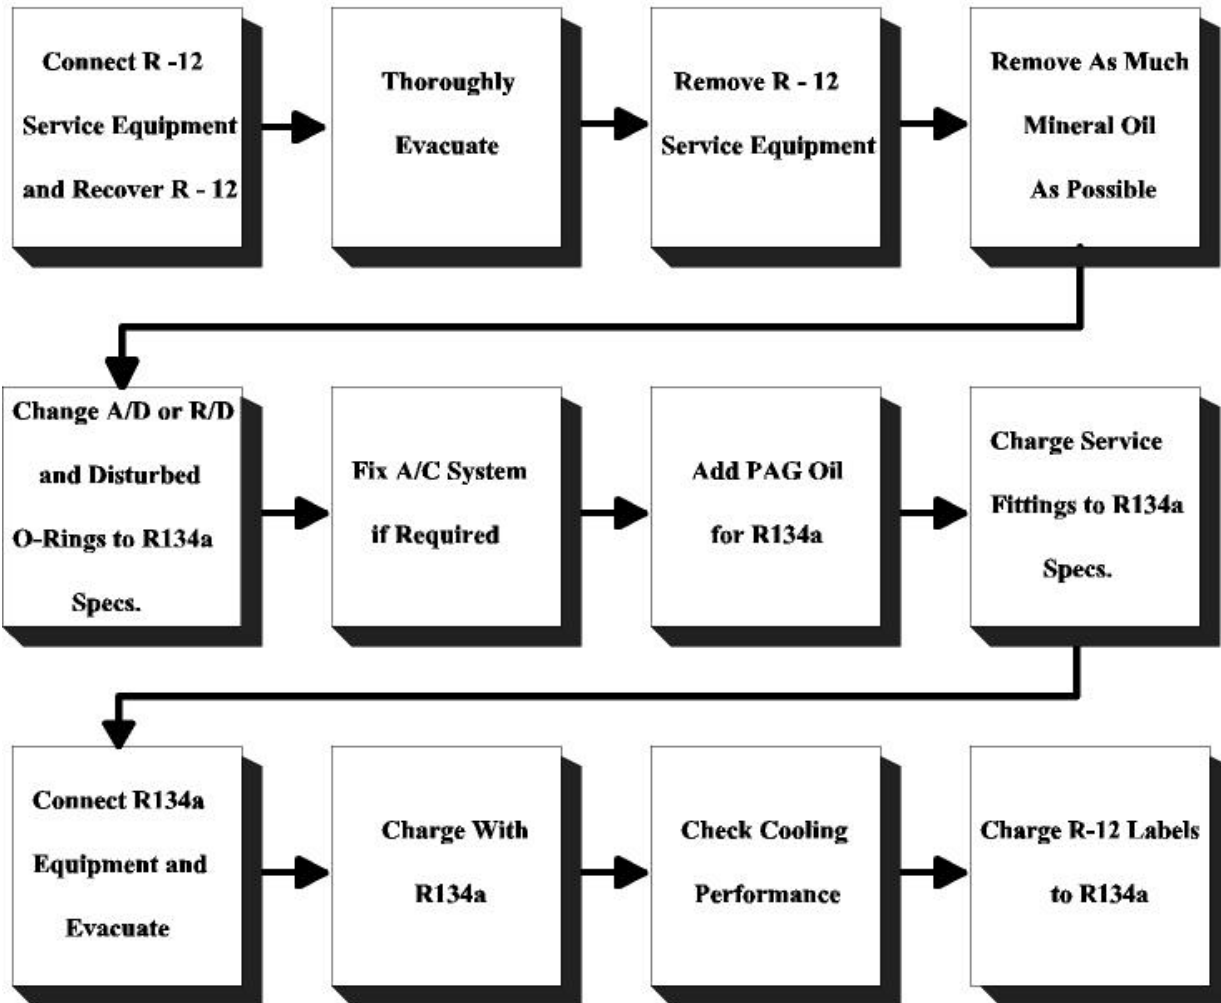 Connect R -12
Service Equipment
and Recover R - 12
Thoroughly
Evacuate
Remove R - 12
Service Equipment
Remove As Much
Mineral Oil
As Possible
Change A/D or R/D
and Disturbed
O-Rings to R134a
Specs.
Fix A/C System
if Required
Add PAG Oil
for R134a
Charge Service
Fittings to R134a
Specs.
Connect R134a
Equipment and
Evacuate
Charge With
R134a
Check Cooling
Performance
Charge R-12 Labels
to R134a